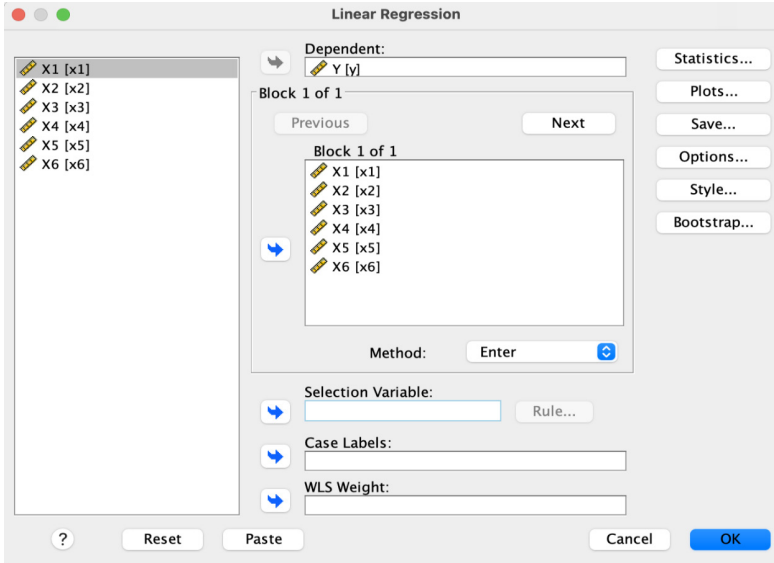 Linear Regression
X1 [x1]
X2 [x2]
X3 [x3]
X4 [x4]
X5 [x5]
X6 [x6]
Dependent:
Y [y]
Block 1 of 1
Previous
Next
Block 1 of 1
X1 [x1]
X2 [x2]
X3 [x3]
X4 [x4]
X5 [x5]
X6 [x6]
Method:
Enter
Selection Variable:
Rule...
Case Labels:
WLS Weight:
Statistics...
Plots...
Save...
Options...
Style...
Bootstrap...
?
Reset
Paste
Cancel
OK